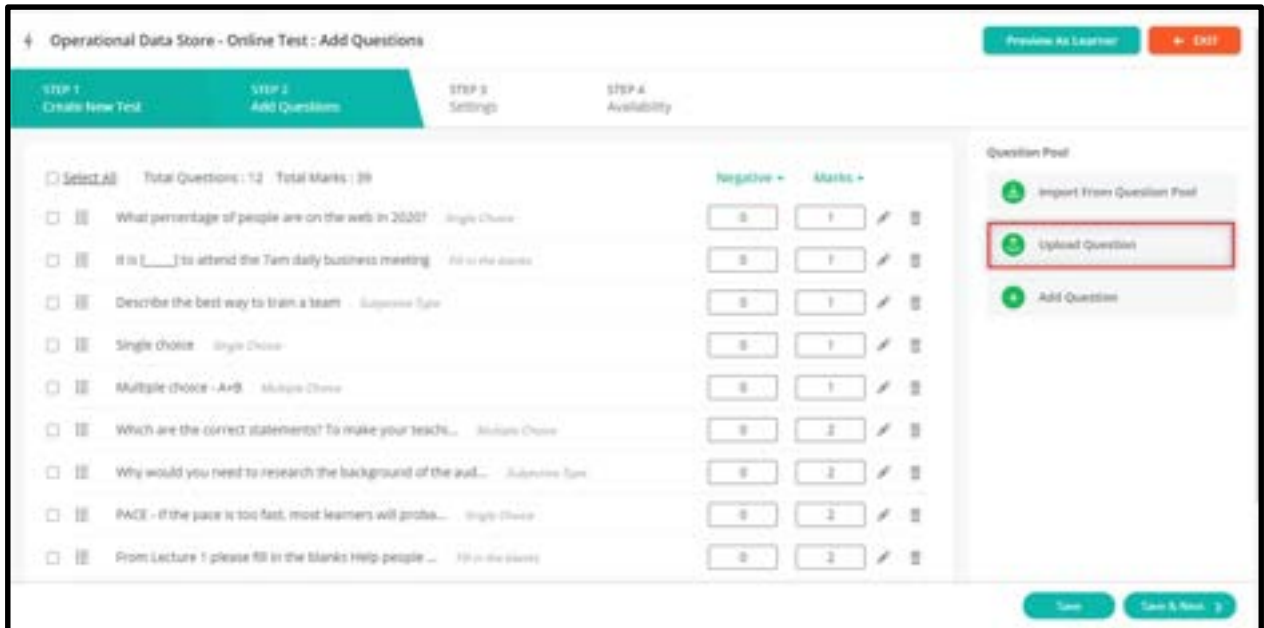 Operational Data Store - Online Test : Add Questions
Preview As Learner
← EXIT
STEP 1
Create New Test
STEP 2
Add Questions
STEP 3
Settings
STEP 4
Availability
Select All Total Questions : 12 Total Marks : 39 Negative Marks
What percentage of people are on the web in 2020? Single Choice 0 1
It is [____] to attend the 7am daily business meeting Fill in the blanks 0 1
Describe the best way to train a team Subjective Type 0 1
Single choice Single Choice 0 1
Multiple choice - A+B Multiple Choice 0 1
Which are the correct statements? To make your teachi... Multiple Choice 0 2
Why would you need to research the background of the aud... Subjective Type 0 2
PACE - If the pace is too fast, most learners will proba... Single Choice 0 2
From Lecture 1 please fill in the blanks Help people ... Fill in the blanks 0 2
Question Pool
Import From Question Pool
Upload Question
Add Question
Save
Save & Next